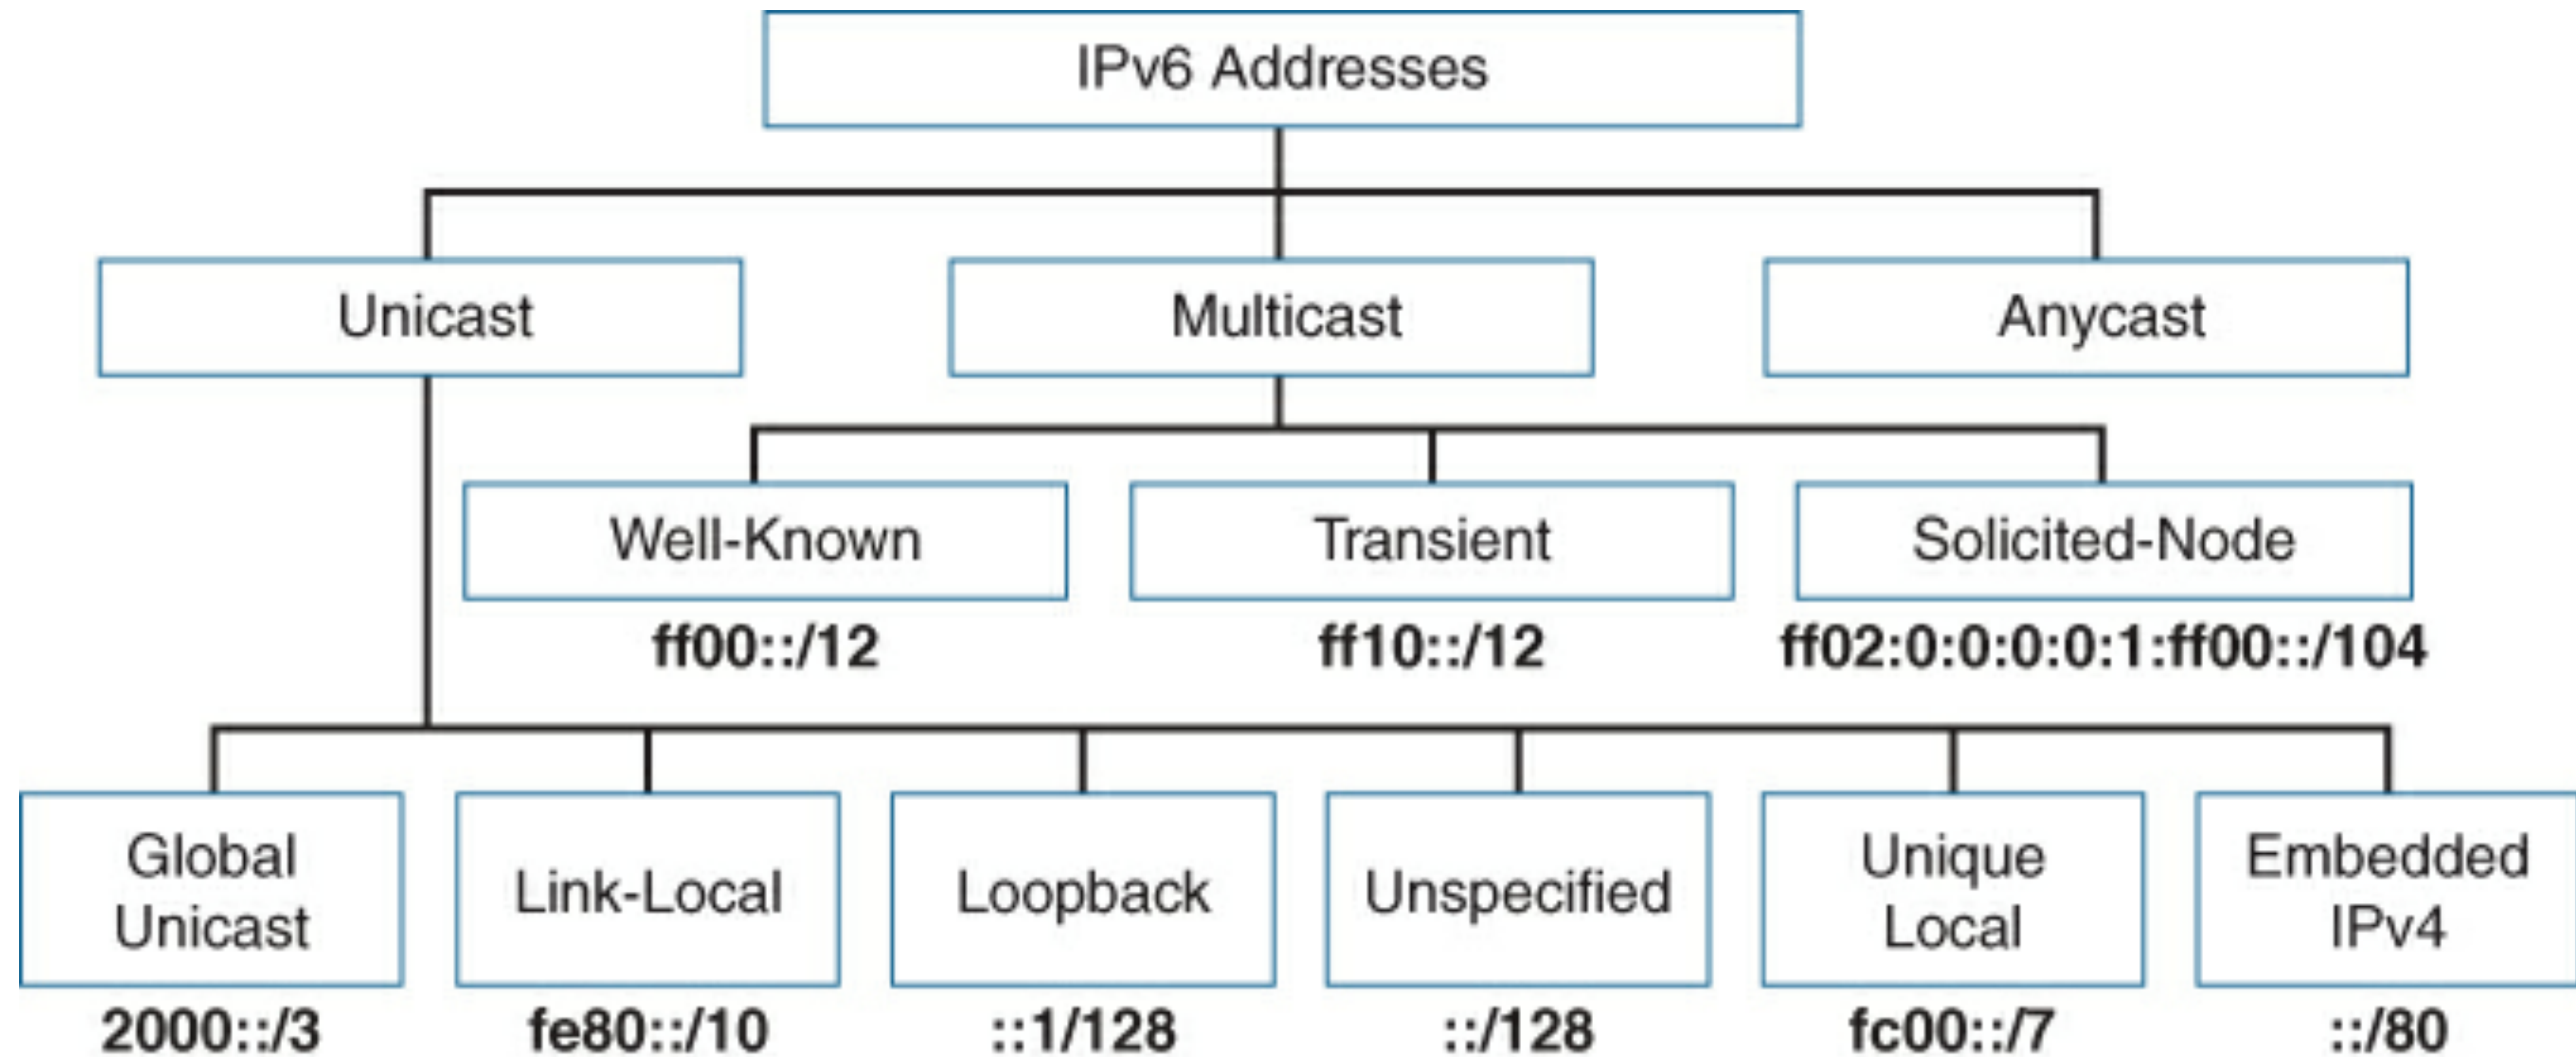 IPv6 Addresses
Unicast
Multicast
Anycast
Well-Known
Transient
Solicited-Node
ff00::/12
ff10::/12
ff02:0:0:0:0:1:ff00::/104
Global
Unicast
Link-Local
Loopback
Unspecified
Unique
Local
Embedded
IPv4
2000::/3
fe80::/10
::1/128
::/128
fc00::/7
::/80